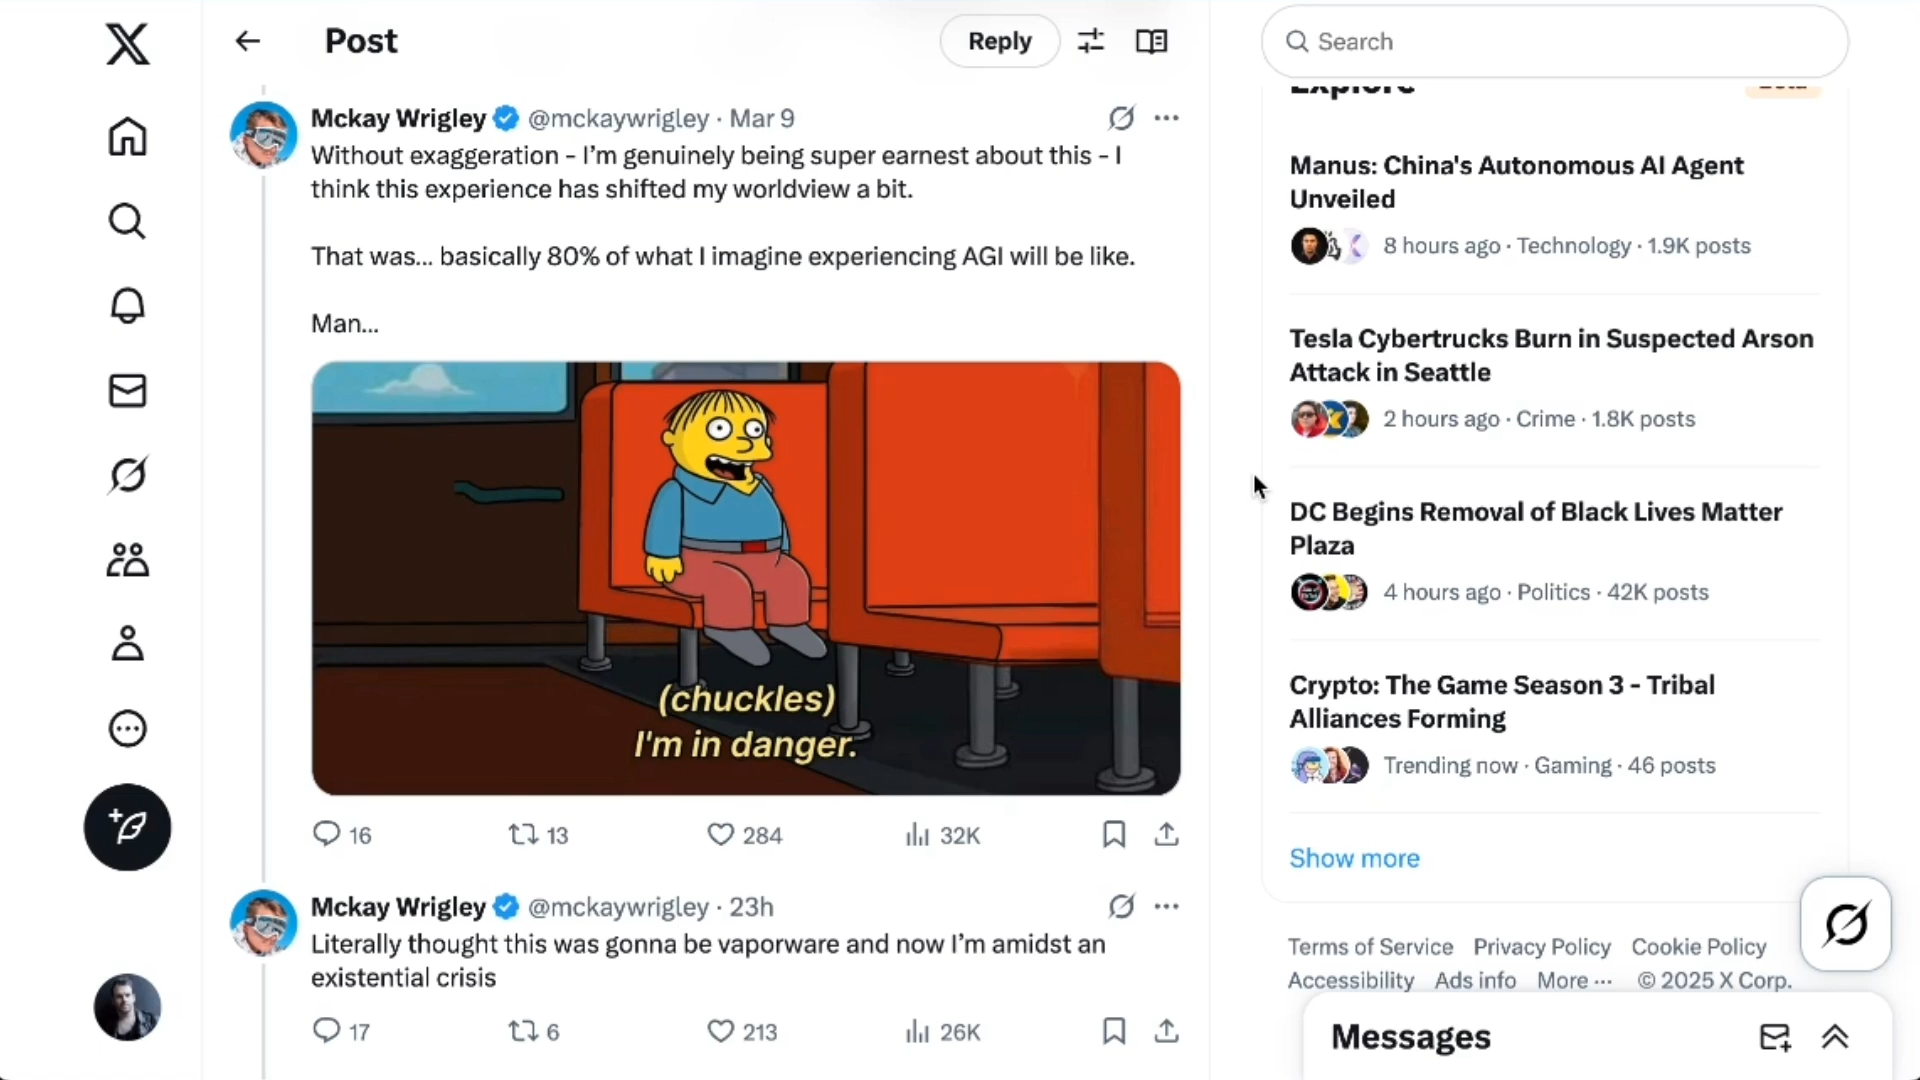 Post
Reply
Search
Explore
Beta
Mckay Wrigley @mckaywrigley · Mar 9
Without exaggeration - I'm genuinely being super earnest about this - I
think this experience has shifted my worldview a bit.
That was... basically 80% of what I imagine experiencing AGI will be like.
Man...
(chuckles)
I'm in danger.
16
13
284
32K
Mckay Wrigley @mckaywrigley · 23h
Literally thought this was gonna be vaporware and now I'm amidst an
existential crisis
17
6
213
26K
Manus: China's Autonomous AI Agent
Unveiled
8 hours ago · Technology · 1.9K posts
Tesla Cybertrucks Burn in Suspected Arson
Attack in Seattle
2 hours ago · Crime · 1.8K posts
DC Begins Removal of Black Lives Matter
Plaza
4 hours ago · Politics · 42K posts
Crypto: The Game Season 3 - Tribal
Alliances Forming
Trending now · Gaming · 46 posts
Show more
Terms of Service Privacy Policy Cookie Policy
Accessibility Ads info More ··· © 2025 X Corp.
Messages